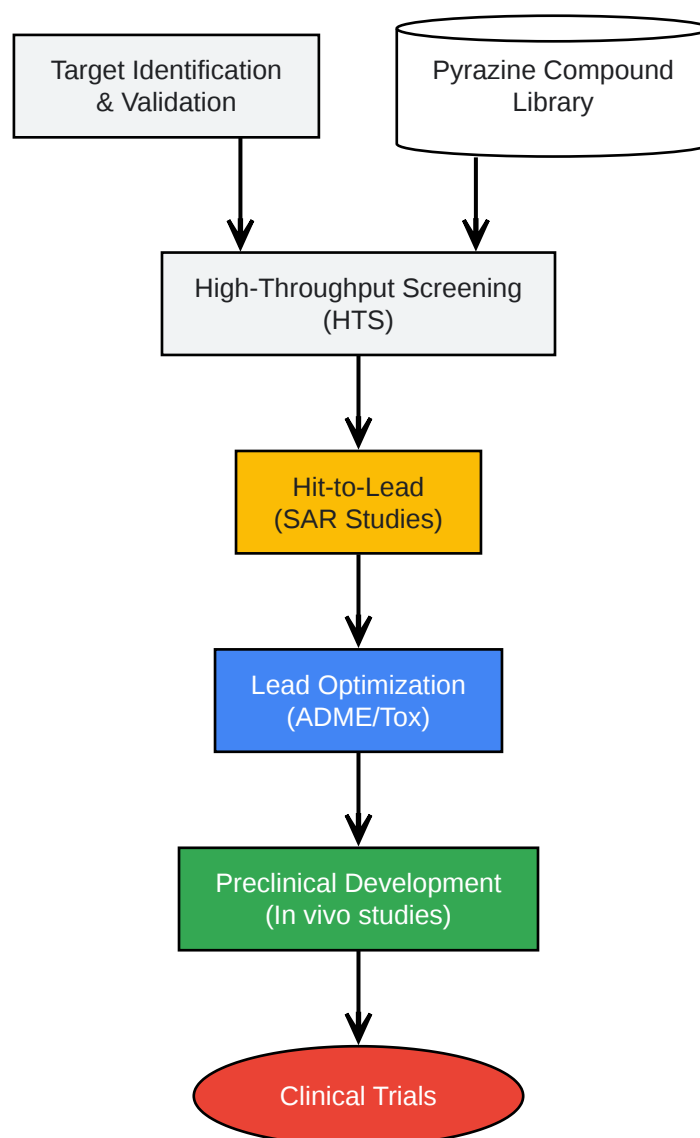 Target Identification
& Validation
Pyrazine Compound
Library
High-Throughput Screening
(HTS)
Hit-to-Lead
(SAR Studies)
Lead Optimization
(ADME/Tox)
Preclinical Development
(In vivo studies)
Clinical Trials